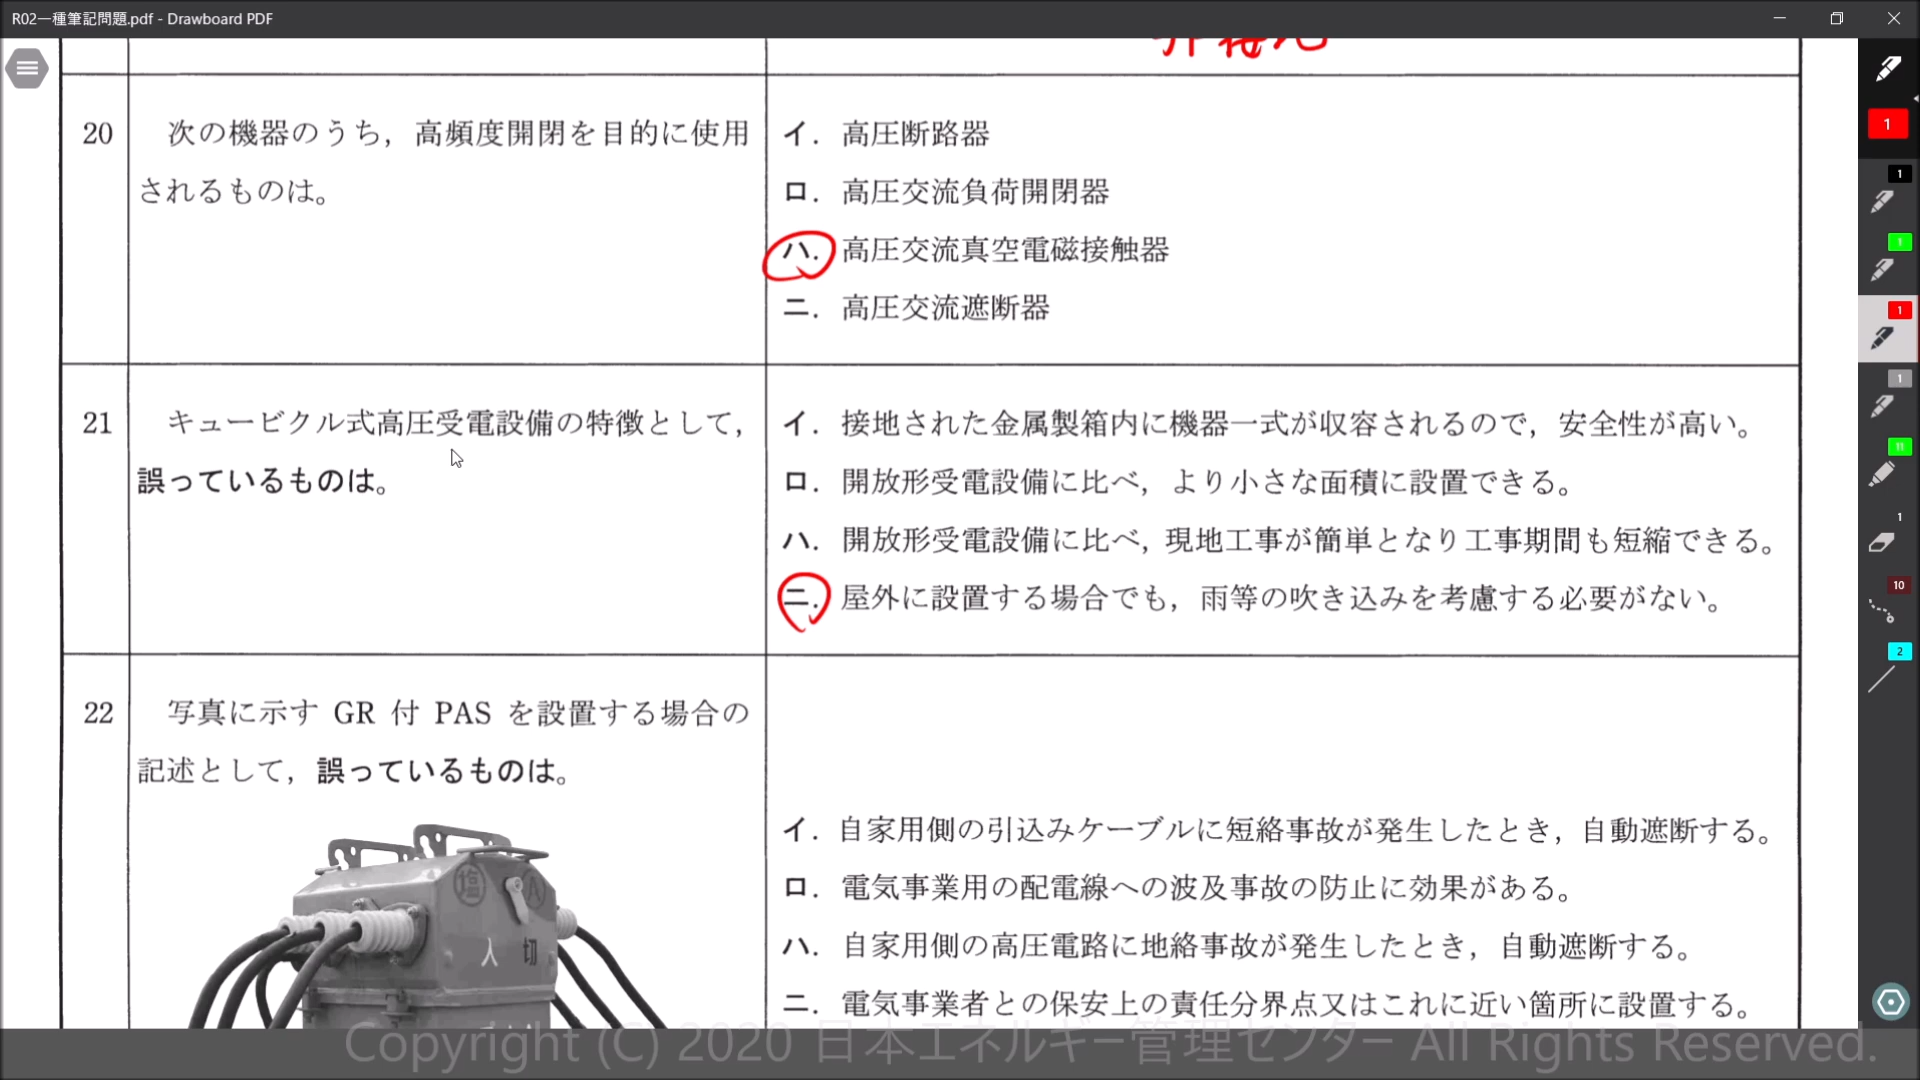 R02一種筆記問題.pdf - Drawboard PDF
20
次の機器のうち，高頻度開閉を目的に使用
されるものは。
イ．高圧断路器
ロ．高圧交流負荷開閉器
ハ．高圧交流真空電磁接触器
ニ．高圧交流遮断器
21
キュービクル式高圧受電設備の特徴として，
誤っているものは。
イ．接地された金属製箱内に機器一式が収容されるので，安全性が高い。
ロ．開放形受電設備に比べ，より小さな面積に設置できる。
ハ．開放形受電設備に比べ，現地工事が簡単となり工事期間も短縮できる。
ニ．屋外に設置する場合でも，雨等の吹き込みを考慮する必要がない。
22
写真に示す GR 付 PAS を設置する場合の
記述として，誤っているものは。
入 切
イ．自家用側の引込みケーブルに短絡事故が発生したとき，自動遮断する。
ロ．電気事業用の配電線への波及事故の防止に効果がある。
ハ．自家用側の高圧電路に地絡事故が発生したとき，自動遮断する。
ニ．電気事業者との保安上の責任分界点又はこれに近い箇所に設置する。
1
1
1
1
1
11
1
10
2
Copyright (C) 2020 日本エネルギー管理センター All Rights Reserved.